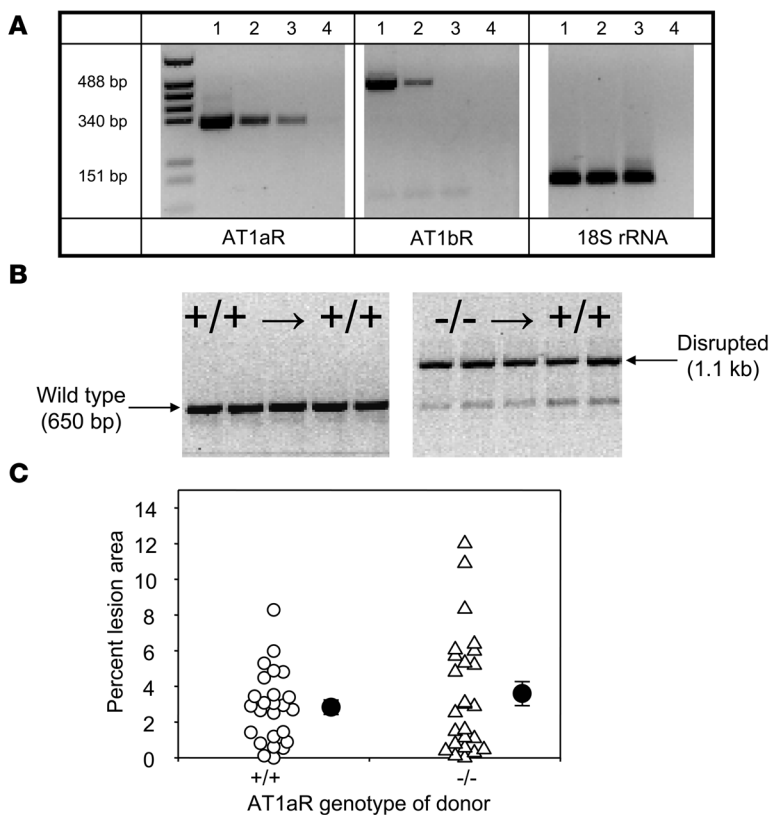 A
1 2 3 4 1 2 3 4 1 2 3 4
488 bp
340 bp
151 bp
AT1aR AT1bR 18S rRNA
B
+/+ → +/+ -/- → +/+
Wild type
(650 bp)
Disrupted
(1.1 kb)
C
Percent lesion area
14
12
10
8
6
4
2
0
+/+ -/-
AT1aR genotype of donor